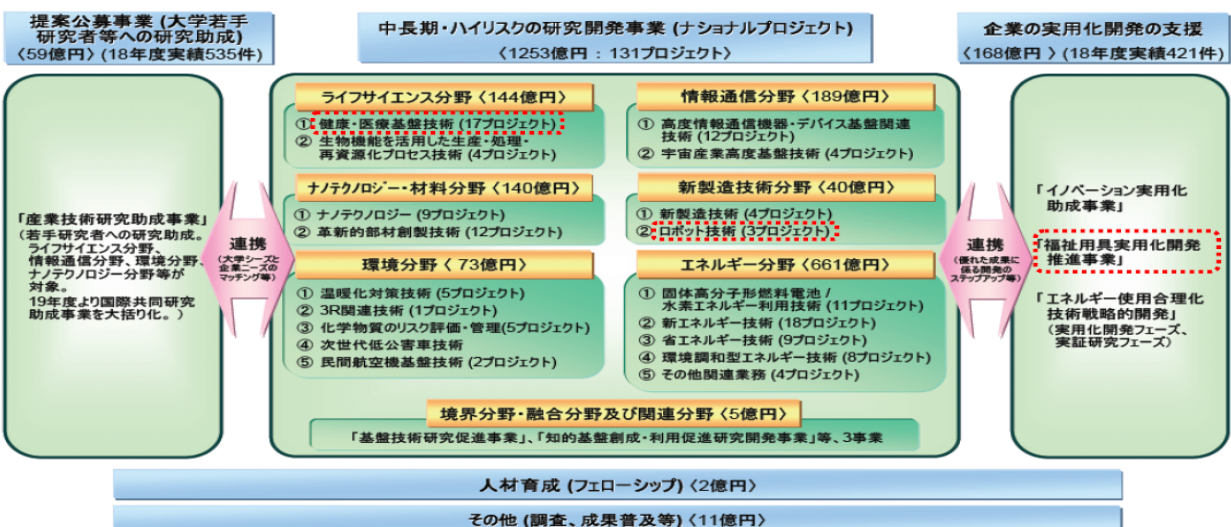 提案公募事業 (大学若手
研究者等への研究助成)
〈59億円〉 (18年度実績535件)
中長期・ハイリスクの研究開発事業 (ナショナルプロジェクト)
〈1253億円 : 131プロジェクト〉
企業の実用化開発の支援
〈168億円 〉 (18年度実績421件)
「産業技術研究助成事業」
(若手研究者への研究助成。
ライフサイエンス分野、
情報通信分野、環境分野、
ナノテクノロジー分野等が
対象。
19年度より国際共同研究
助成事業を大括り化。)
連携
(大学シーズと
企業ニーズの
マッチング等)
ライフサイエンス分野〈144億円〉
① 健康・医療基盤技術 (17プロジェクト)
② 生物機能を活用した生産・処理・
再資源化プロセス技術 (4プロジェクト)
情報通信分野〈189億円〉
① 高度情報通信機器・デバイス基盤関連
技術 (12プロジェクト)
② 宇宙産業高度基盤技術 (4プロジェクト)
ナノテクノロジー・材料分野〈140億円〉
① ナノテクノロジー (9プロジェクト)
② 革新的部材創製技術 (12プロジェクト)
新製造技術分野〈40億円〉
① 新製造技術 (4プロジェクト)
② ロボット技術 (3プロジェクト)
環境分野〈 73億円〉
① 温暖化対策技術 (5プロジェクト)
② 3R関連技術 (1プロジェクト)
③ 化学物質のリスク評価・管理(5プロジェクト)
④ 次世代低公害車技術
⑤ 民間航空機基盤技術 (2プロジェクト)
エネルギー分野〈661億円〉
① 固体高分子形燃料電池 /
水素エネルギー利用技術 (11プロジェクト)
② 新エネルギー技術 (18プロジェクト)
③ 省エネルギー技術 (9プロジェクト)
④ 環境調和型エネルギー技術 (8プロジェクト)
⑤ その他関連業務 (4プロジェクト)
境界分野・融合分野及び関連分野〈5億円〉
「基盤技術研究促進事業」、「知的基盤創成・利用促進研究開発事業」等、3事業
連携
(優れた成果に
係る開発の
ステップアップ等)
「イノベーション実用化
助成事業」
「福祉用具実用化開発
推進事業」
「エネルギー使用合理化
技術戦略的開発」
(実用化開発フェーズ、
実証研究フェーズ)
人材育成 (フェローシップ) 〈2億円〉
その他 (調査、成果普及等) 〈11億円〉